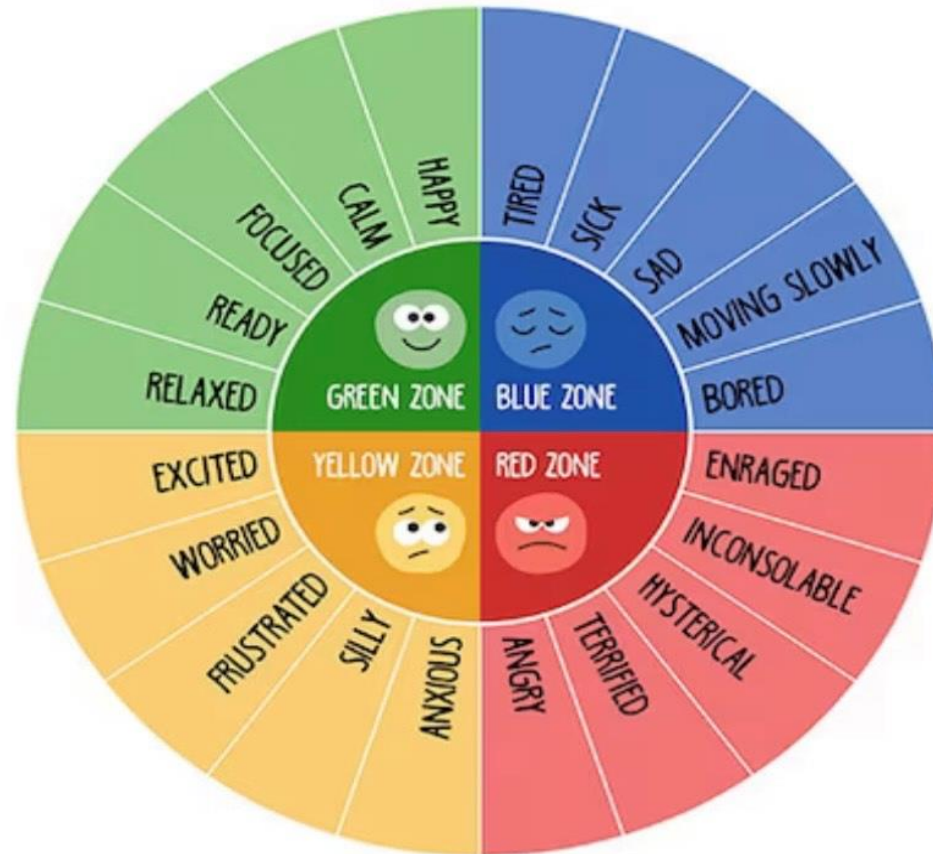 HAPPY
CALM
FOCUSED
READY
RELAXED
TIRED
SICK
SAD
MOVING SLOWLY
BORED
GREEN ZONE
BLUE ZONE
YELLOW ZONE
RED ZONE
EXCITED
WORRIED
FRUSTRATED
SILLY
ANXIOUS
ENRAGED
INCONSOLABLE
HYSTERICAL
TERRIFIED
ANGRY